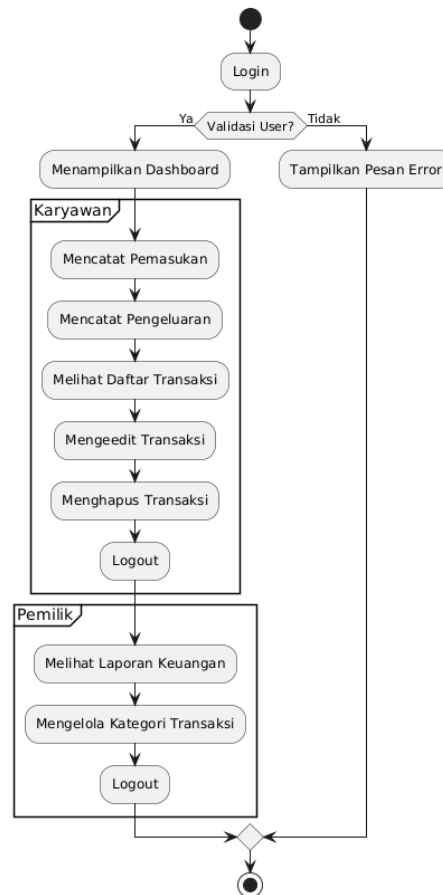 Login
Validasi User?
Ya
Tidak
Menampilkan Dashboard
Tampilkan Pesan Error
Karyawan
Mencatat Pemasukan
Mencatat Pengeluaran
Melihat Daftar Transaksi
Mengeedit Transaksi
Menghapus Transaksi
Logout
Pemilik
Melihat Laporan Keuangan
Mengelola Kategori Transaksi
Logout